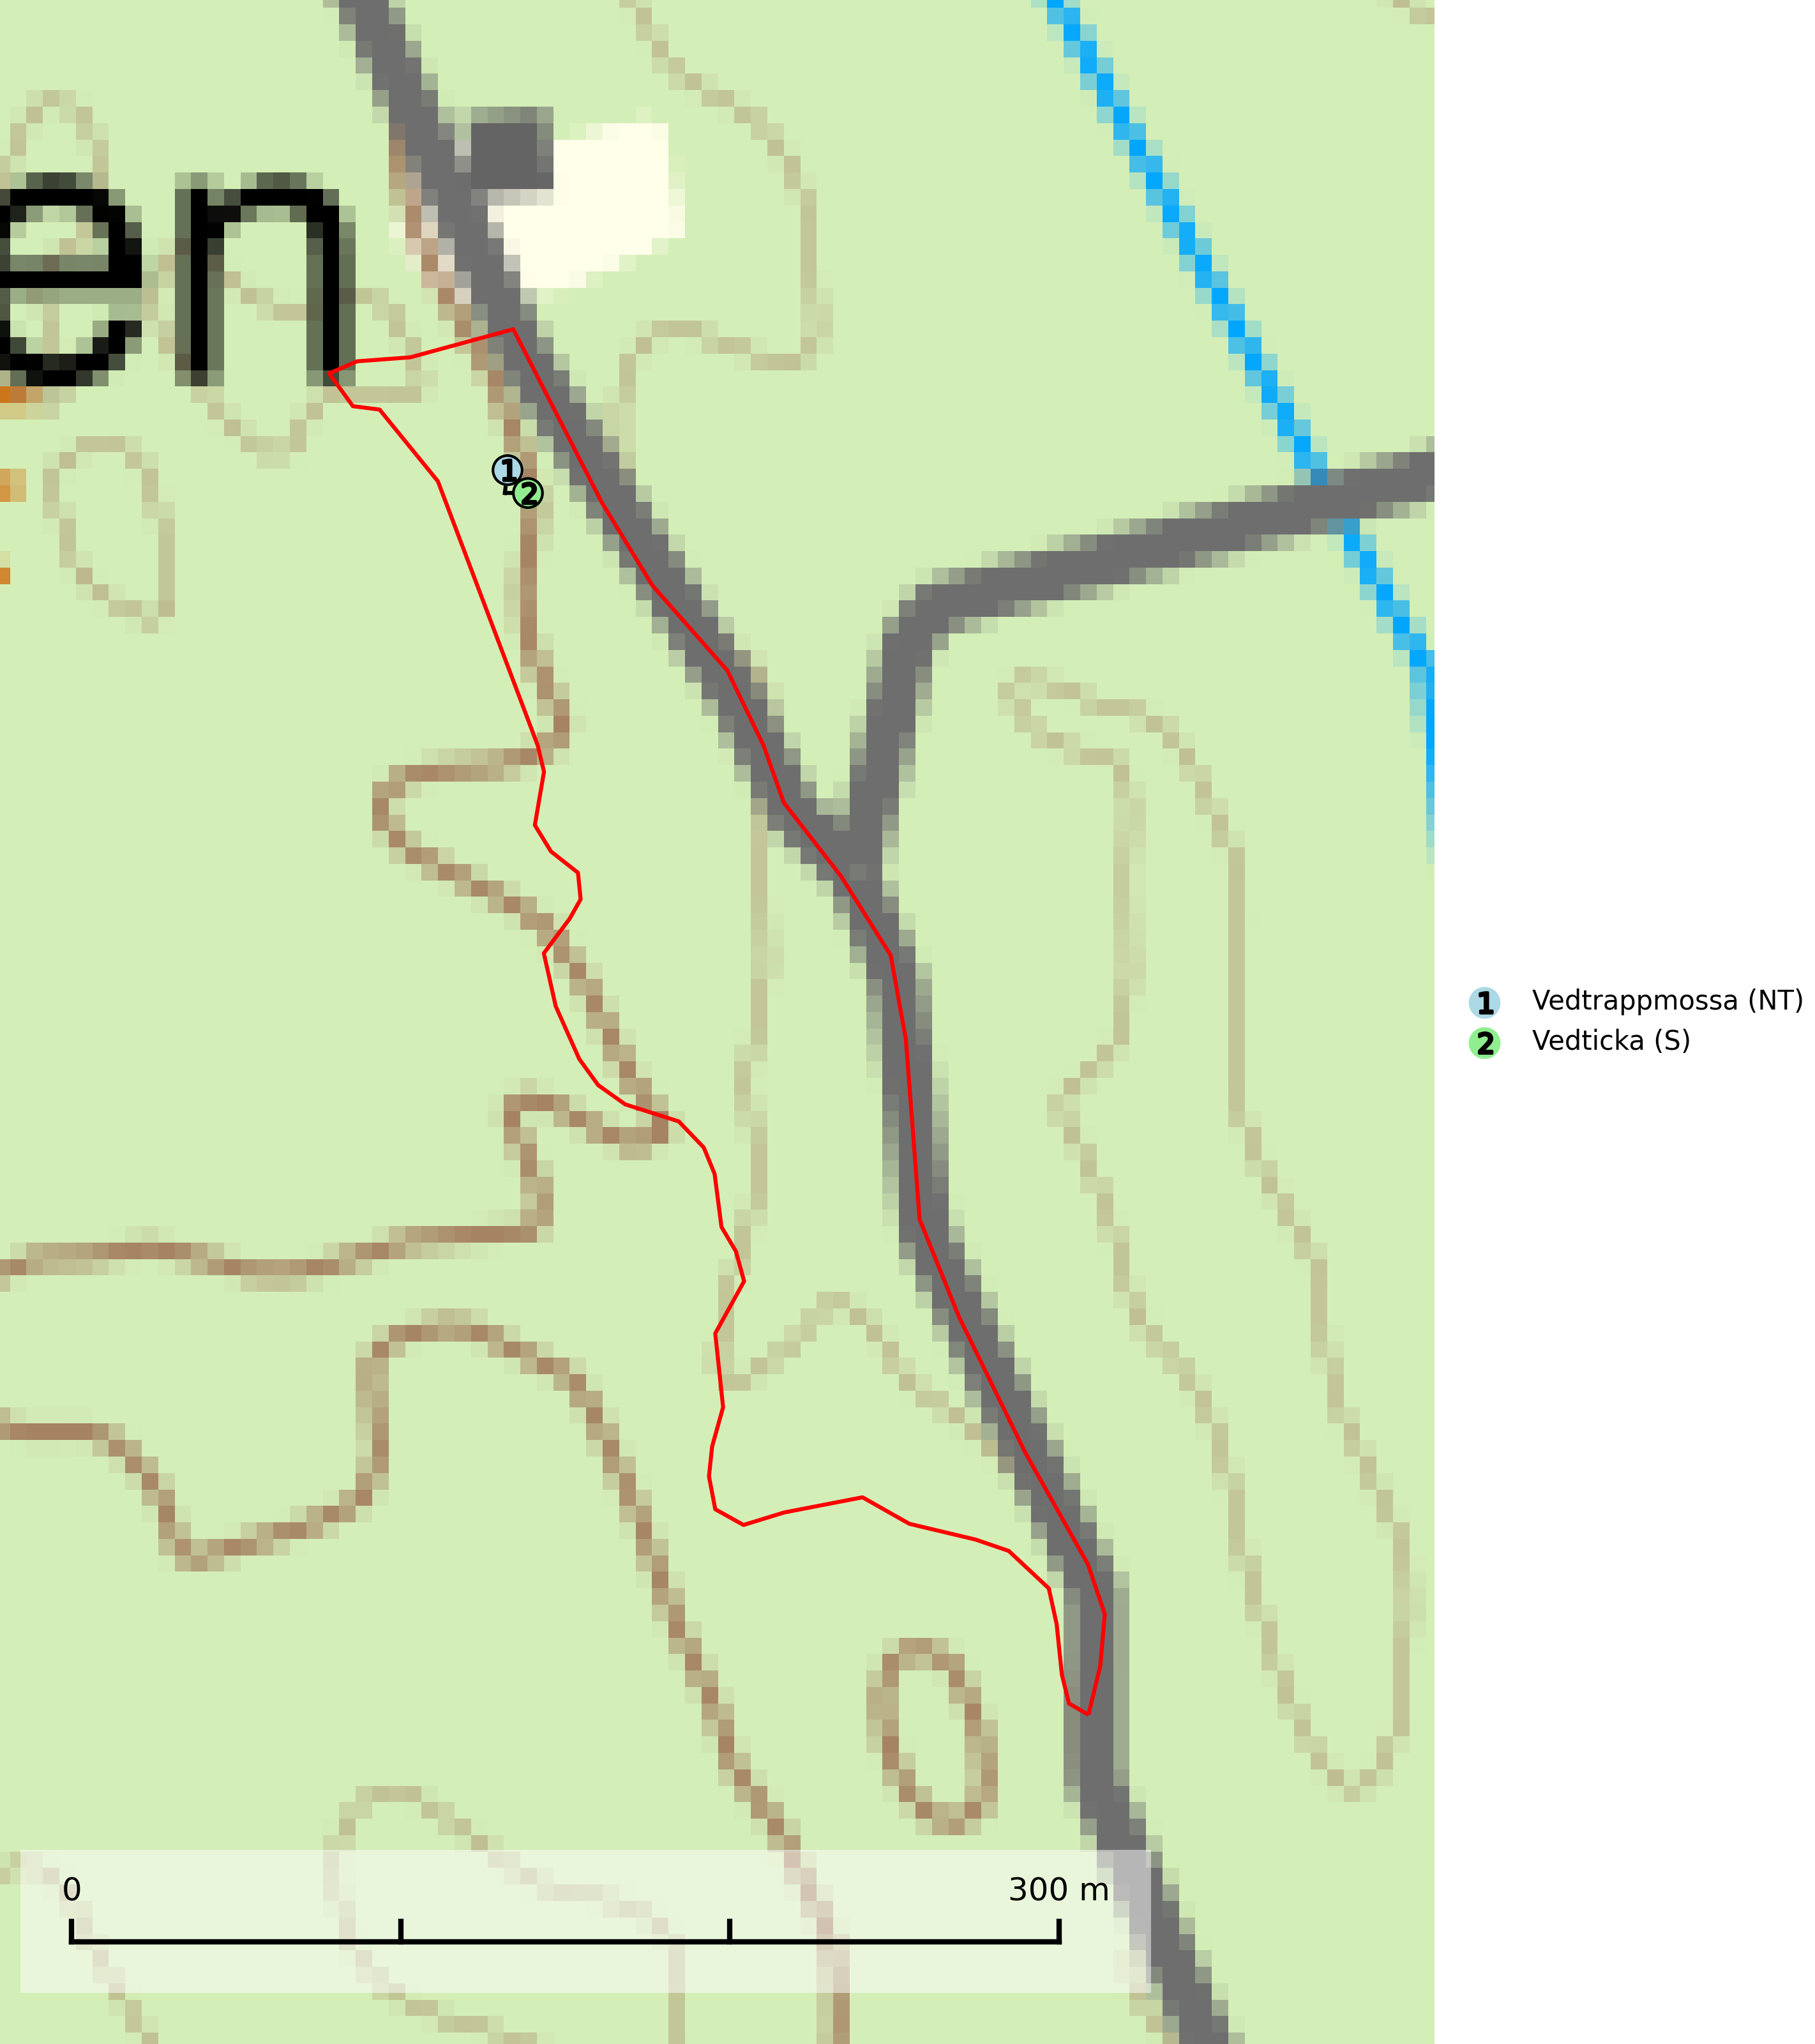 en
1
2
1 Vedtrappmossa (NT)
2 Vedticka (S)
0 300 m